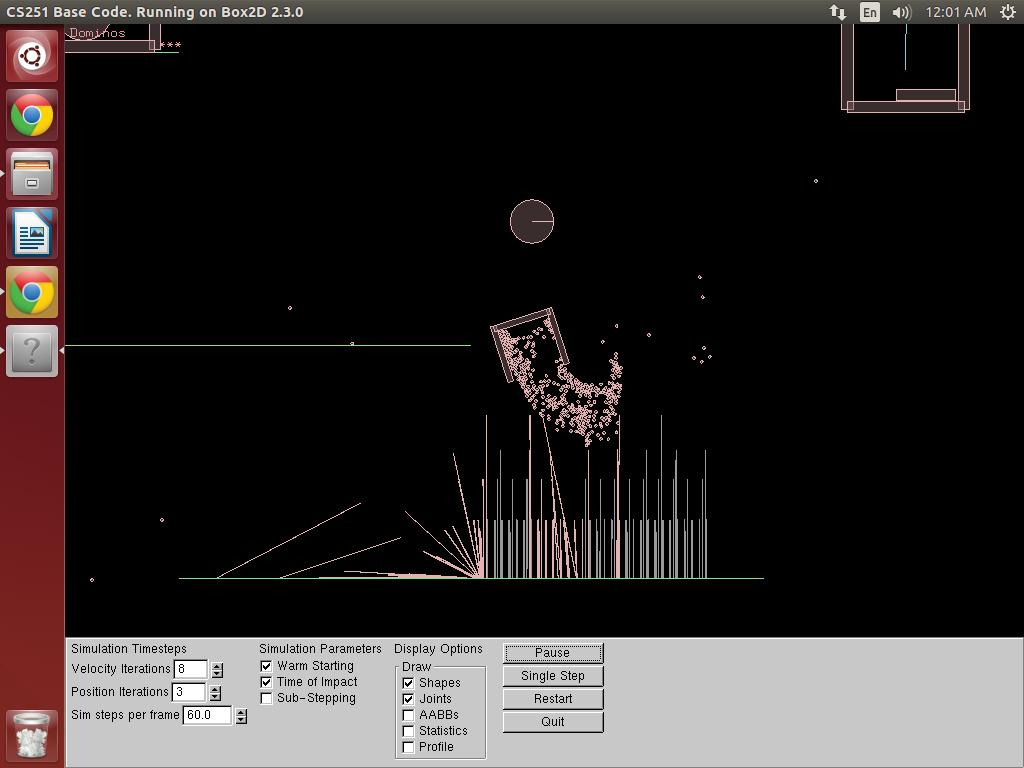 CS251 Base Code. Running on Box2D 2.3.0
En
12:01 AM
Dominos
***
?
Simulation Timesteps
Velocity Iterations 8
Position Iterations 3
Sim steps per frame 60.0
Simulation Parameters
Warm Starting
Time of Impact
Sub-Stepping
Display Options
Draw
Shapes
Joints
AABBs
Statistics
Profile
Pause
Single Step
Restart
Quit